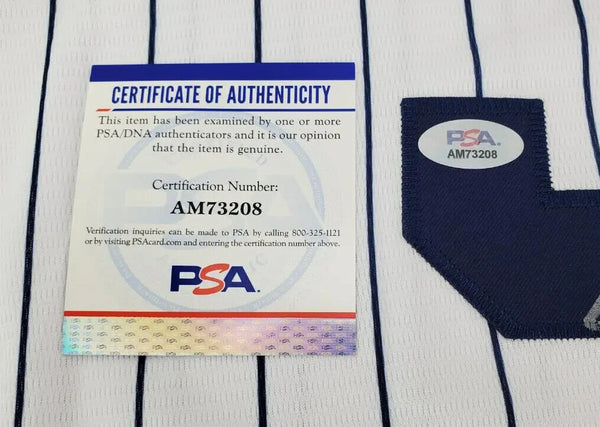 CERTIFICATE OF AUTHENTICITY
This item has been examined by one or more
PSA/DNA authenticators and it is our opinion
that the item is genuine.
Certification Number:
AM73208
Verification inquiries can be made to PSA by calling 800-325-1121
or by visiting PSAcard.com and entering the certification number above.
PSA.
PSA.
AM73208